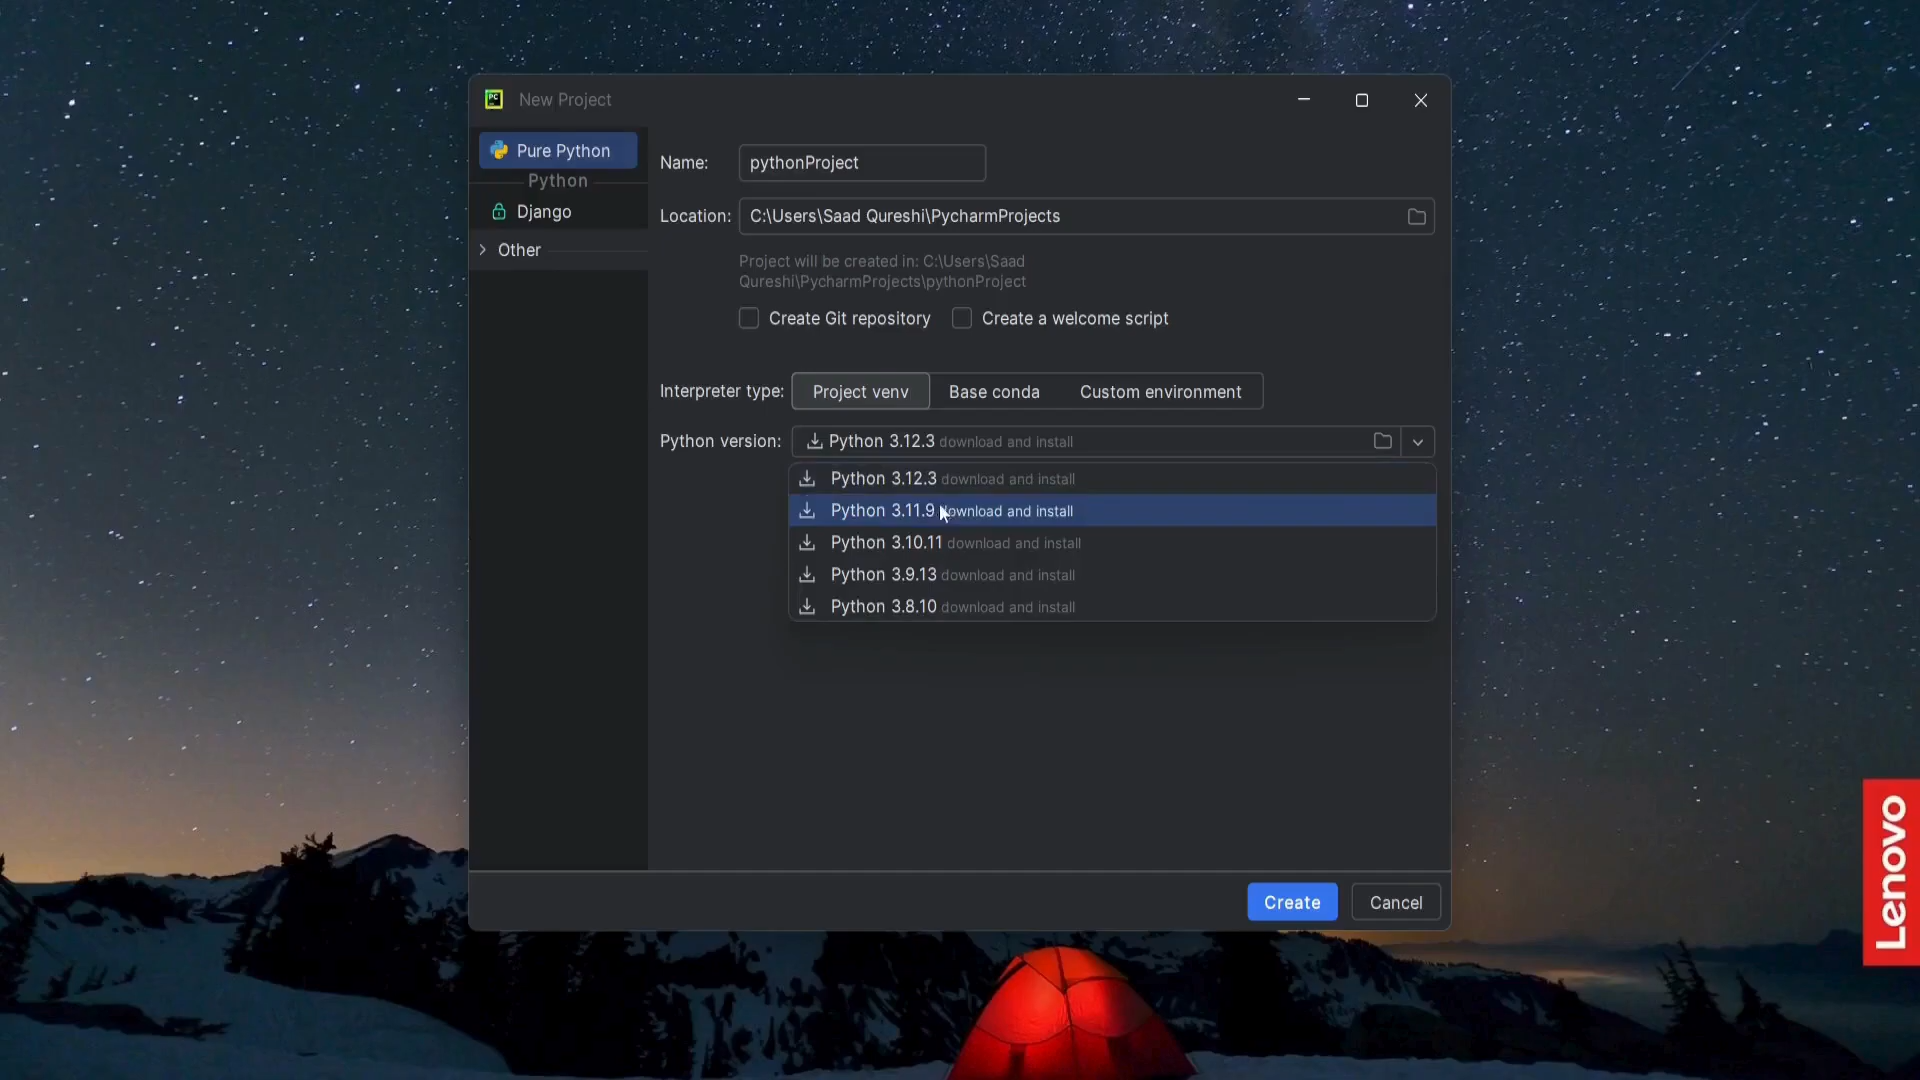 New Project
Pure Python
Python
Django
Other
Name: pythonProject
Location: C:\Users\Saad Qureshi\PycharmProjects
Project will be created in: C:\Users\Saad
Qureshi\PycharmProjects\pythonProject
Create Git repository Create a welcome script
Interpreter type: Project venv Base conda Custom environment
Python version: Python 3.12.3 download and install
Python 3.12.3 download and install
Python 3.11.9 download and install
Python 3.10.11 download and install
Python 3.9.13 download and install
Python 3.8.10 download and install
Create Cancel
Lenovo